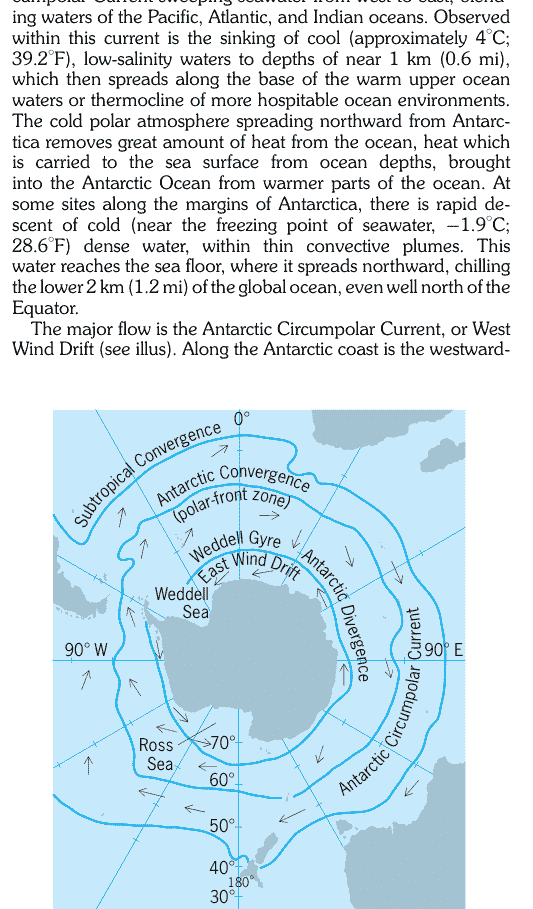 cumpolar Current sweeping seawater from west to east, blend-
ing waters of the Pacific, Atlantic, and Indian oceans. Observed
within this current is the sinking of cool (approximately 4°C;
39.2°F), low-salinity waters to depths of near 1 km (0.6 mi),
which then spreads along the base of the warm upper ocean
waters or thermocline of more hospitable ocean environments.
The cold polar atmosphere spreading northward from Antarc-
tica removes great amount of heat from the ocean, heat which
is carried to the sea surface from ocean depths, brought
into the Antarctic Ocean from warmer parts of the ocean. At
some sites along the margins of Antarctica, there is rapid de-
scent of cold (near the freezing point of seawater, −1.9°C;
28.6°F) dense water, within thin convective plumes. This
water reaches the sea floor, where it spreads northward, chilling
the lower 2 km (1.2 mi) of the global ocean, even well north of the
Equator.
The major flow is the Antarctic Circumpolar Current, or West
Wind Drift (see illus). Along the Antarctic coast is the westward-
0°
Subtropical Convergence
Antarctic Convergence
(polar-front zone)
Weddell Gyre
East Wind Drift
Antarctic Divergence
Weddell
Sea
90° W
90° E
Antarctic Circumpolar Current
Ross
Sea
70°
60°
50°
40°
180°
30°